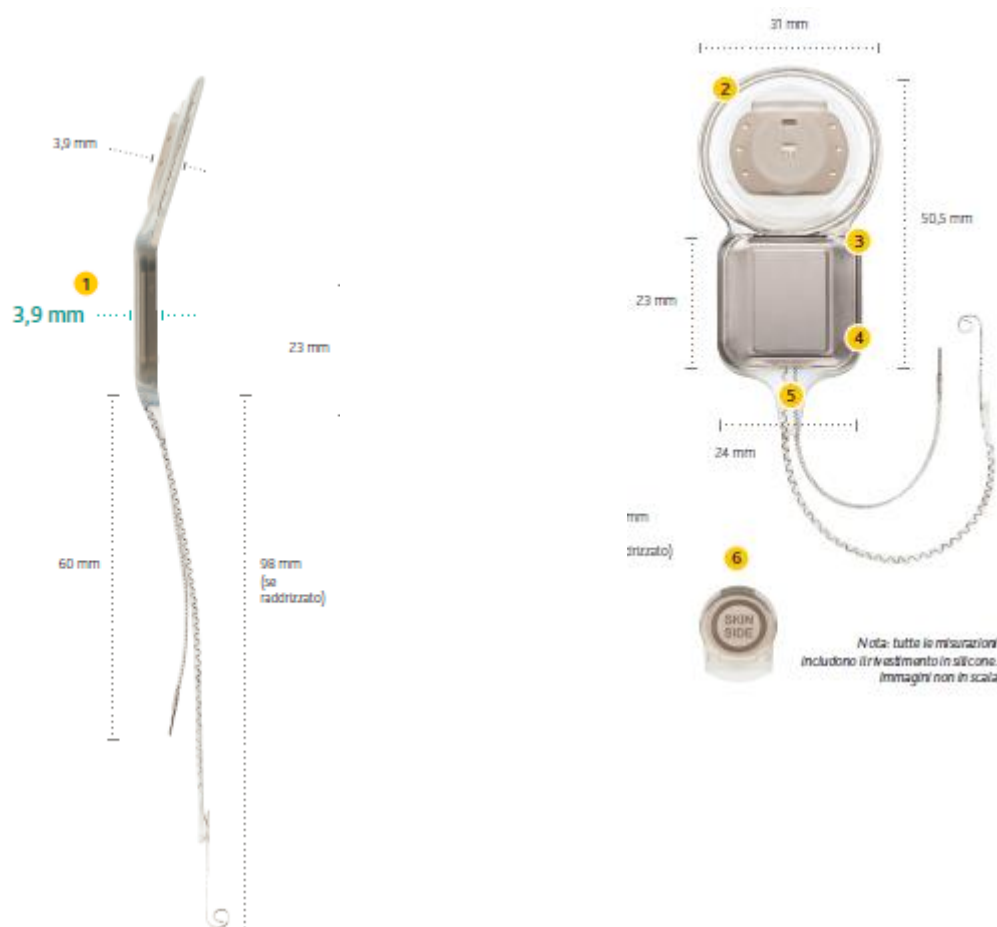 31 mm
2
3,9 mm
50,5 mm
3
1
3,9 mm
23 mm
23 mm
4
5
24 mm
mm
drizzato)
60 mm
98 mm
(se
raddrizzato)
6
SKIN
SIDE
Nota: tutte le misurazioni
includono il rivestimento in silicone.
Immagini non in scala